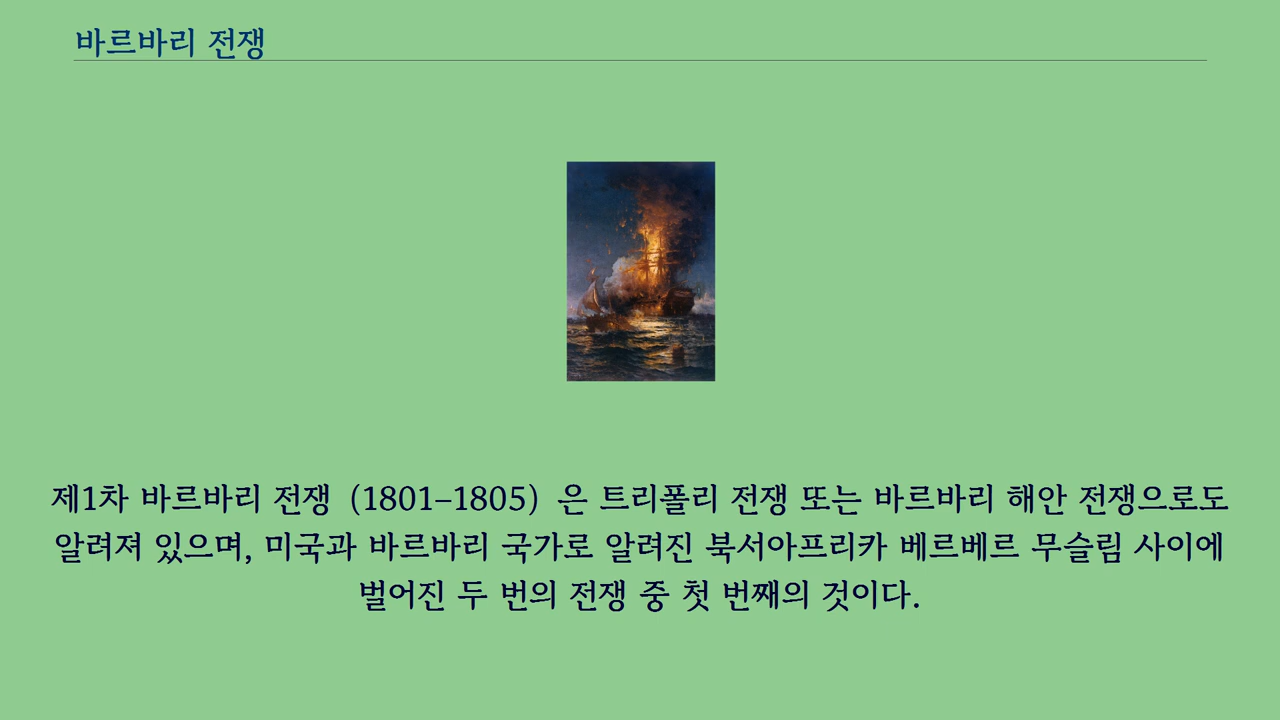 바르바리 전쟁
제1차 바르바리 전쟁 (1801–1805) 은 트리폴리 전쟁 또는 바르바리 해안 전쟁으로도
알려져 있으며, 미국과 바르바리 국가로 알려진 북서아프리카 베르베르 무슬림 사이에
벌어진 두 번의 전쟁 중 첫 번째의 것이다.